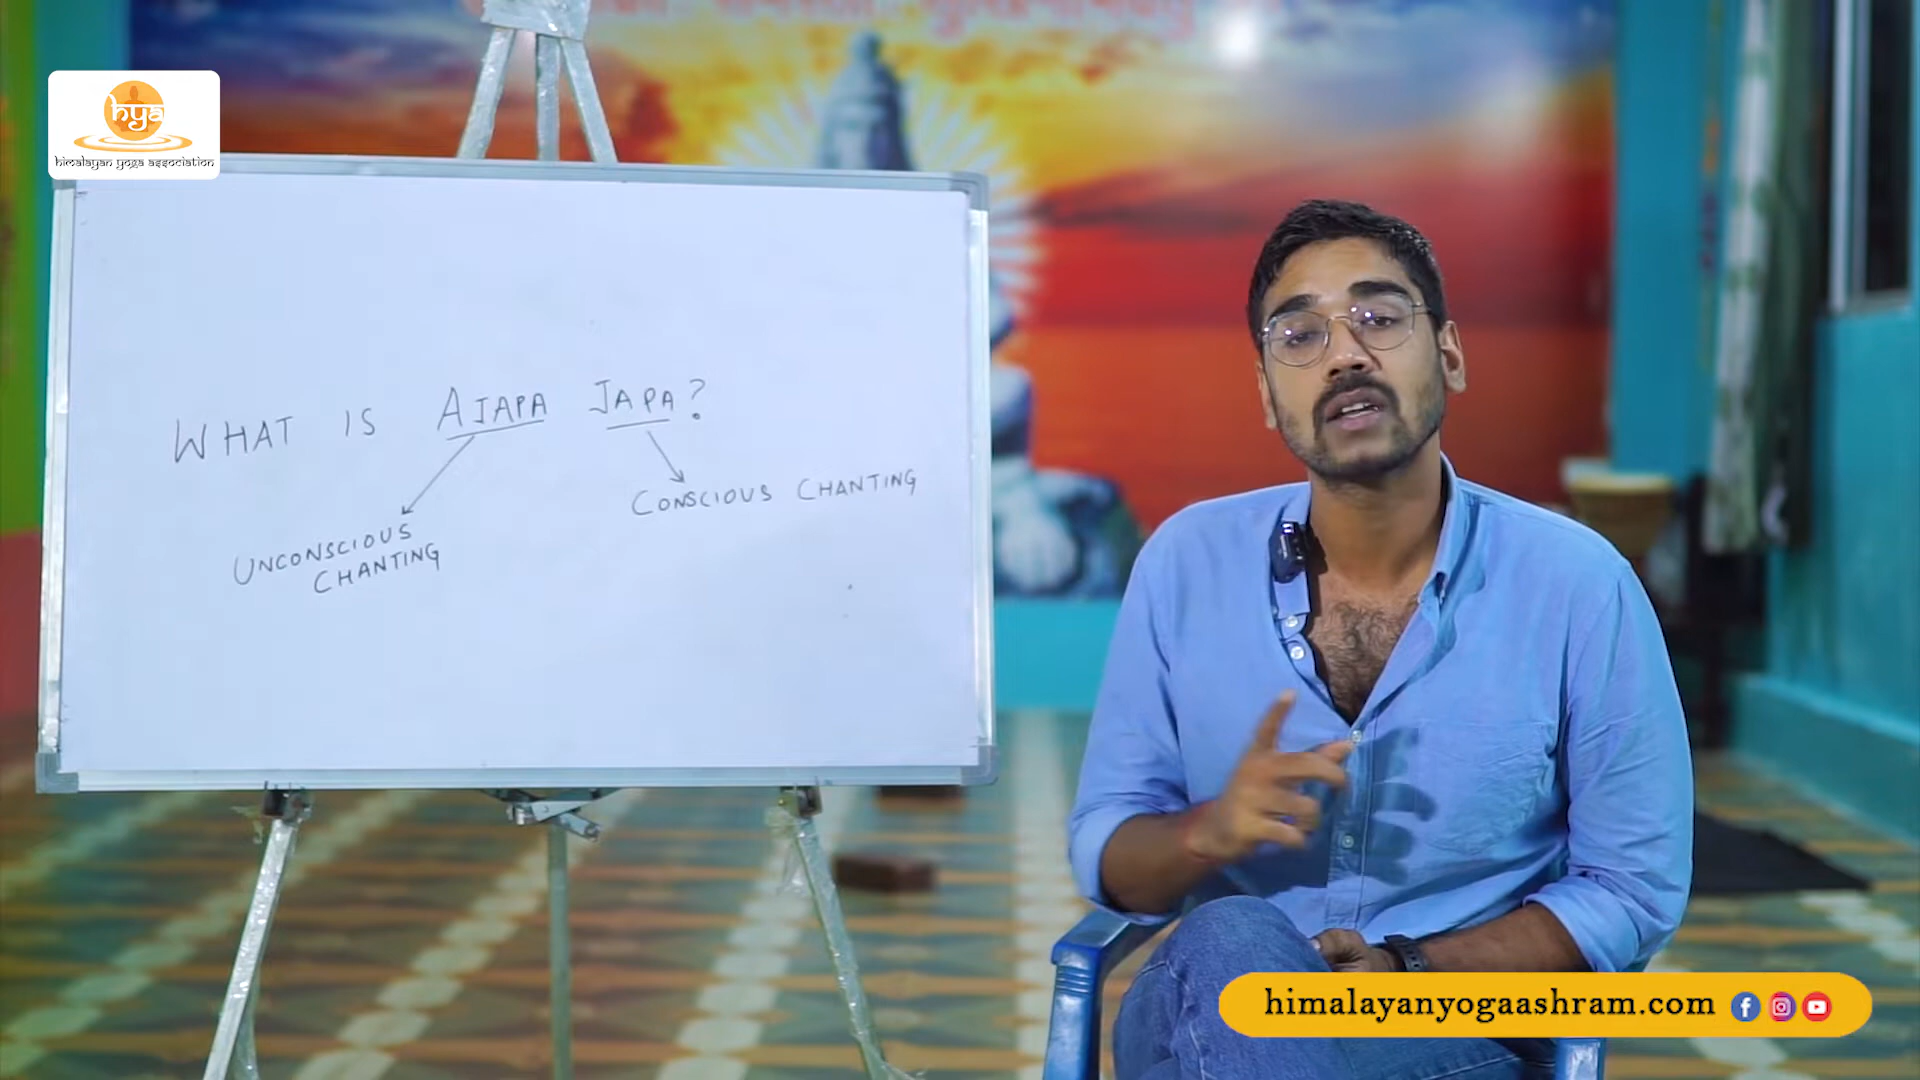 hya
himalayan yoga association
WHAT IS AJAPA JAPA?
CONSCIOUS CHANTING
UNCONSCIOUS
CHANTING
himalayanyogaashram.com